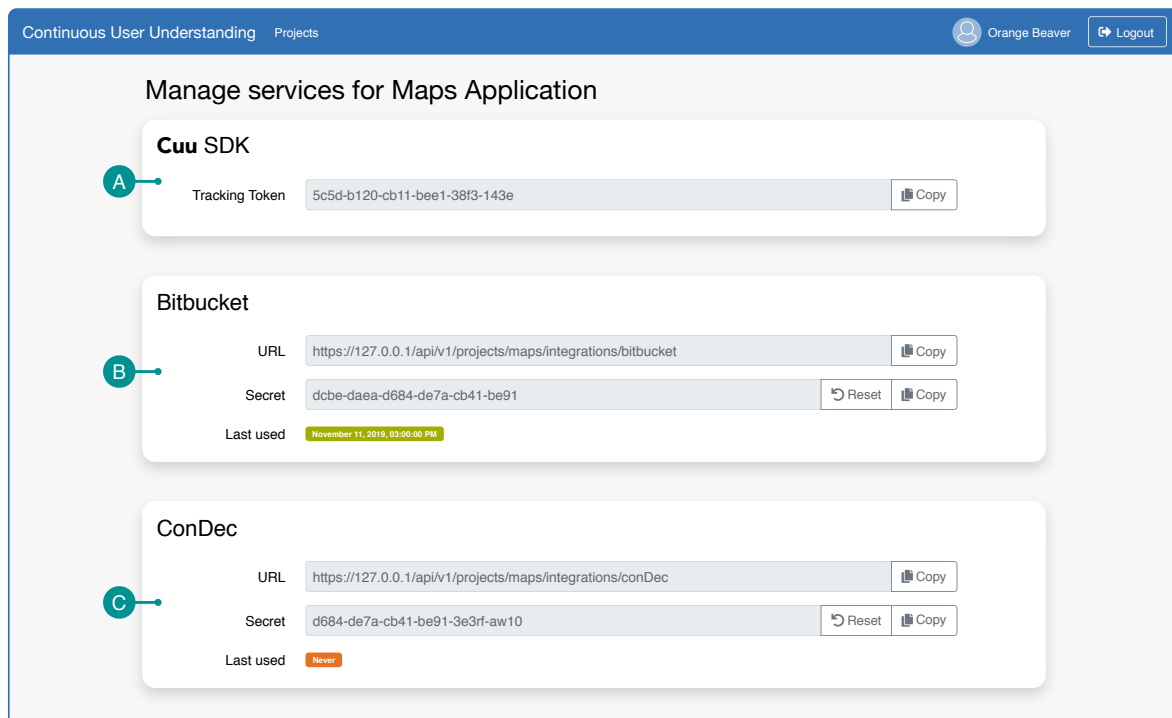 Continuous User Understanding Projects Orange Beaver Logout
Manage services for Maps Application
Cuu SDK
A
Tracking Token 5c5d-b120-cb11-bee1-38f3-143e Copy
Bitbucket
URL https://127.0.0.1/api/v1/projects/maps/integrations/bitbucket Copy
B
Secret dcbe-daea-d684-de7a-cb41-be91 Reset Copy
Last used November 11, 2019, 03:00:00 PM
ConDec
URL https://127.0.0.1/api/v1/projects/maps/integrations/conDec Copy
C
Secret d684-de7a-cb41-be91-3e3rf-aw10 Reset Copy
Last used Never